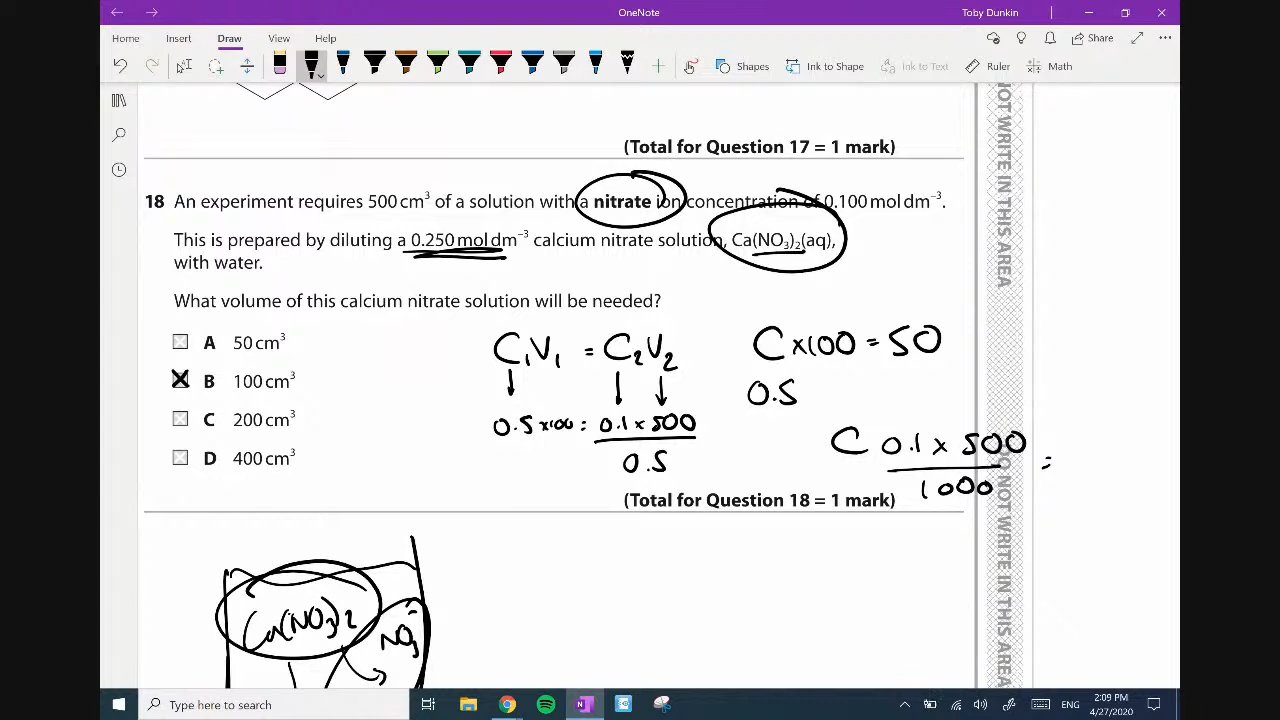 OneNote
Toby Dunkin
Home Insert Draw View Help
Share
Shapes Ink to Shape Ink to Text Ruler Math
(Total for Question 17 = 1 mark)
18 An experiment requires 500 cm³ of a solution with a nitrate ion concentration of 0.100 mol dm⁻³.
This is prepared by diluting a 0.250 mol dm⁻³ calcium nitrate solution, Ca(NO₃)₂(aq),
with water.
What volume of this calcium nitrate solution will be needed?
A 50 cm³
B 100 cm³
C 200 cm³
D 400 cm³
C₁V₁ = C₂V₂
0.5 x100 = 0.1 x 500
0.5
C x100 = 50
0.5
C 0.1 x 500 =
1000
(Total for Question 18 = 1 mark)
Ca(NO₃)₂
NO₃⁻
DO NOT WRITE IN THIS AREA
DO NOT WRITE IN THIS AREA
Type here to search
ENG
2:09 PM
4/27/2020